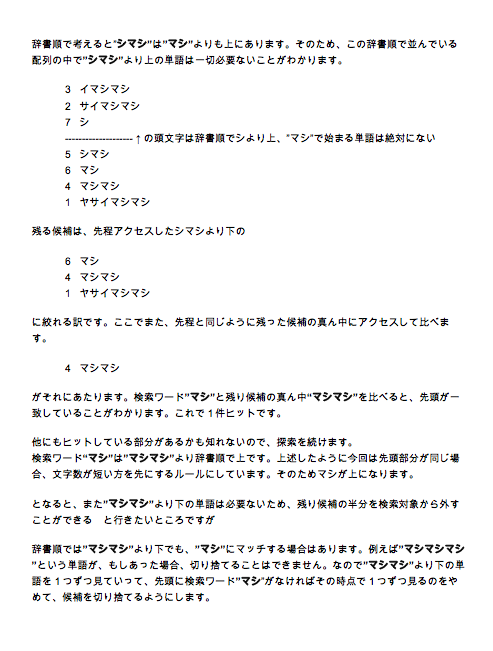 辞書順で考えると"シマシ"は"マシ"よりも上にあります。そのため、この辞書順で並んでいる
配列の中で"シマシ"より上の単語は一切必要ないことがわかります。
3 イマシマシ
2 サイマシマシ
7 シ
-------------------- ↑ の頭文字は辞書順でシより上、"マシ"で始まる単語は絶対にない
5 シマシ
6 マシ
4 マシマシ
1 ヤサイマシマシ
残る候補は、先程アクセスしたシマシより下の
6 マシ
4 マシマシ
1 ヤサイマシマシ
に絞れる訳です。ここでまた、先程と同じように残った候補の真ん中にアクセスして比べま
す。
4 マシマシ
がそれにあたります。検索ワード"マシ"と残り候補の真ん中"マシマシ"を比べると、先頭が一
致していることがわかります。これで 1 件ヒットです。
他にもヒットしている部分があるかも知れないので、探索を続けます。
検索ワード"マシ"は"マシマシ"より辞書順で上です。上述したように今回は先頭部分が同じ場
合、文字数が短い方を先にするルールにしています。そのためマシが上になります。
となると、また"マシマシ"より下の単語は必要ないため、残り候補の半分を検索対象から外す
ことができる　と行きたいところですが
辞書順では"マシマシ"より下でも、"マシ"にマッチする場合はあります。例えば"マシマシマシ
"という単語が、もしあった場合、切り捨てることはできません。なので"マシマシ"より下の単
語を 1 つずつ見ていって、先頭に検索ワード"マシ"がなければその時点で 1 つずつ見るのをや
めて、候補を切り捨てるようにします。